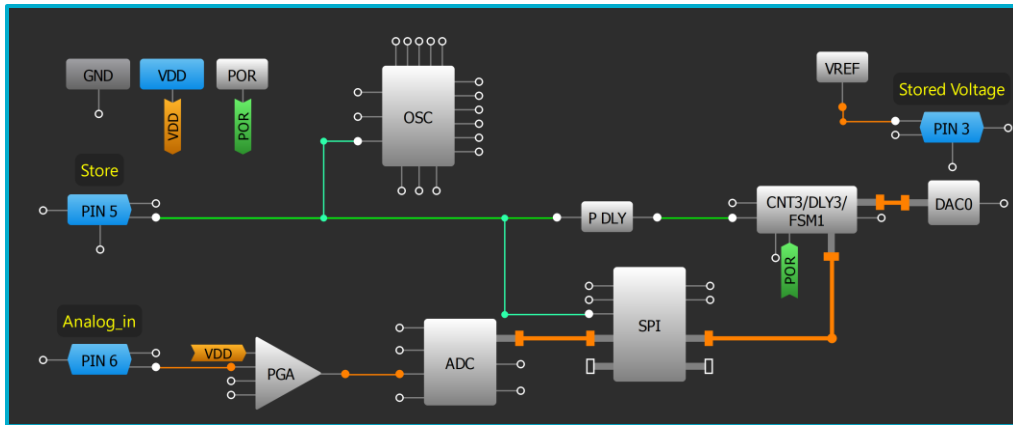 GND
VDD
POR
VDD
POR
OSC
VREF
Stored Voltage
PIN 3
Store
PIN 5
P DLY
CNT3/DLY3/
FSM1
DAC0
POR
Analog_in
PIN 6
VDD
PGA
ADC
SPI